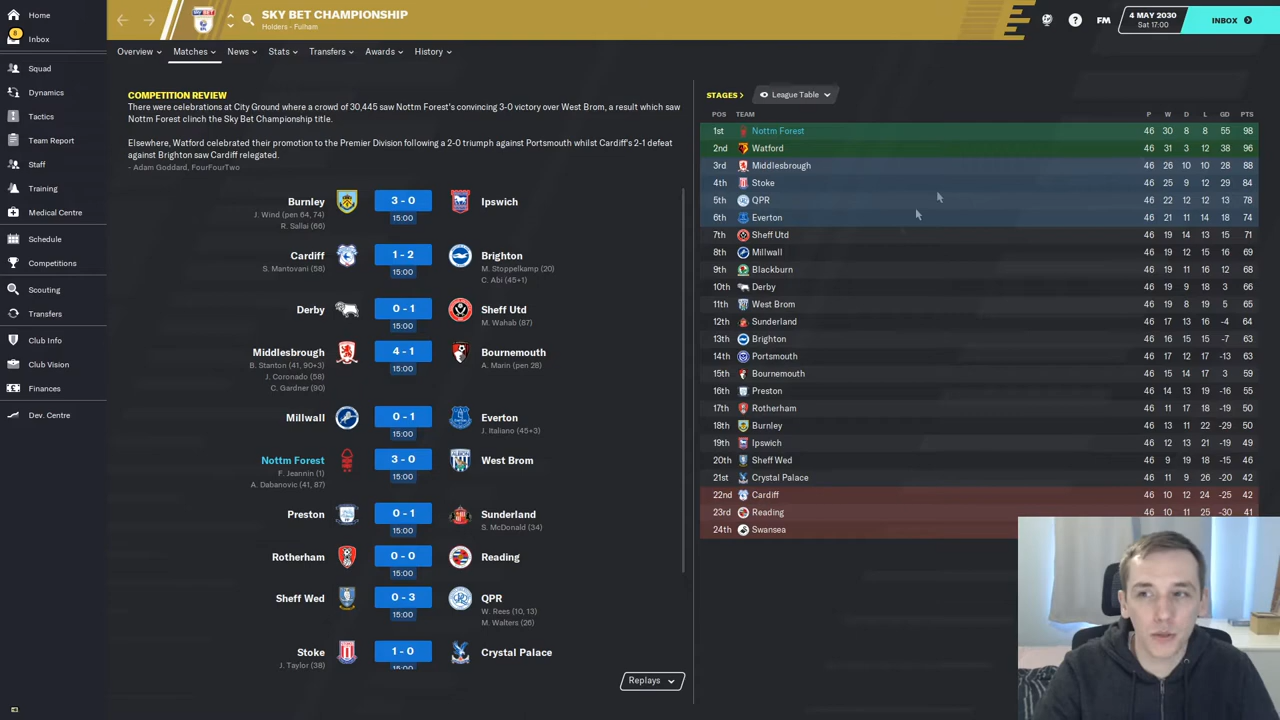 Home
8
Inbox
Squad
Dynamics
Tactics
Team Report
Staff
Training
Medical Centre
Schedule
Competitions
Scouting
Transfers
Club Info
Club Vision
Finances
Dev. Centre
SKY BET CHAMPIONSHIP
Holders - Fulham
FM
4 MAY 2030
Sat 17:00
INBOX
Overview Matches News Stats Transfers Awards History
COMPETITION REVIEW
There were celebrations at City Ground where a crowd of 30,445 saw Nottm Forest's convincing 3-0 victory over West Brom, a result which saw
Nottm Forest clinch the Sky Bet Championship title.
Elsewhere, Watford celebrated their promotion to the Premier Division following a 2-0 triumph against Portsmouth whilst Cardiff's 2-1 defeat
against Brighton saw Cardiff relegated.
- Adam Goddard, FourFourTwo
Burnley 3 - 0 Ipswich
J. Wind (pen 64, 74) 15:00
R. Sallai (66)
Cardiff 1 - 2 Brighton
S. Mantovani (58) 15:00 M. Stoppelkamp (20)
C. Abi (45+1)
Derby 0 - 1 Sheff Utd
15:00 M. Wahab (87)
Middlesbrough 4 - 1 Bournemouth
B. Stanton (41, 90+3) 15:00 A. Marin (pen 28)
J. Coronado (58)
C. Gardner (90)
Millwall 0 - 1 Everton
15:00 J. Italiano (45+3)
Nottm Forest 3 - 0 West Brom
F. Jeannin (1) 15:00
A. Dabanovic (41, 87)
Preston 0 - 1 Sunderland
15:00 S. McDonald (34)
Rotherham 0 - 0 Reading
15:00
Sheff Wed 0 - 3 QPR
15:00 W. Rees (10, 13)
M. Walters (26)
Stoke 1 - 0 Crystal Palace
J. Taylor (38) 15:00
Replays
STAGES > League Table
POS TEAM P W D L GD PTS
1st Nottm Forest 46 30 8 8 55 98
2nd Watford 46 31 3 12 38 96
3rd Middlesbrough 46 26 10 10 28 88
4th Stoke 46 25 9 12 29 84
5th QPR 46 22 12 12 13 78
6th Everton 46 21 11 14 18 74
7th Sheff Utd 46 19 14 13 15 71
8th Millwall 46 19 12 15 16 69
9th Blackburn 46 19 11 16 12 68
10th Derby 46 19 9 18 3 66
11th West Brom 46 19 8 19 5 65
12th Sunderland 46 17 13 16 -4 64
13th Brighton 46 16 15 15 -7 63
14th Portsmouth 46 17 12 17 -13 63
15th Bournemouth 46 15 14 17 3 59
16th Preston 46 14 13 19 -16 55
17th Rotherham 46 11 17 18 -19 50
18th Burnley 46 13 11 22 -29 50
19th Ipswich 46 12 13 21 -19 49
20th Sheff Wed 46 9 19 18 -15 46
21st Crystal Palace 46 11 9 26 -20 42
22nd Cardiff 46 10 12 24 -25 42
23rd Reading 46 10 11 25 -30 41
24th Swansea